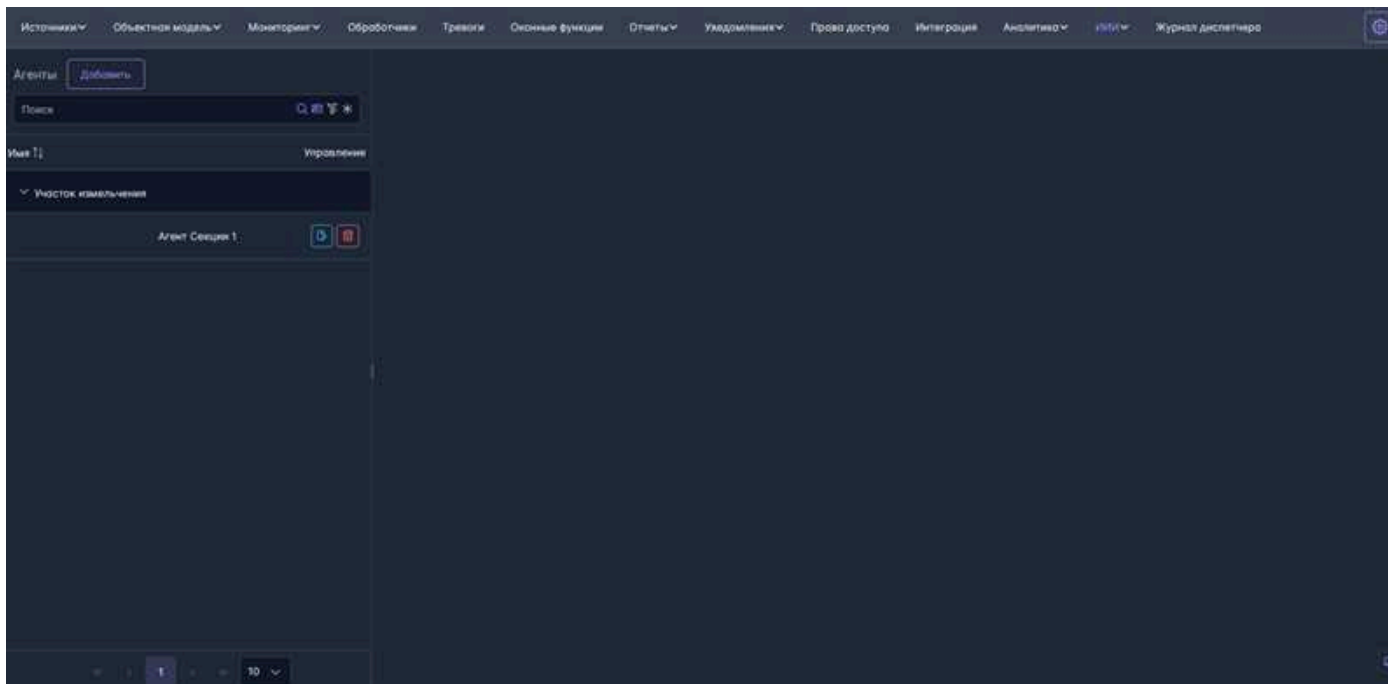 Источники Объектная модель Мониторинг Обработчики Тревоги Оконные функции Отчеты Уведомления Права доступа Интеграция Аналитика Журнал диспетчера
Агенты Добавить
Поиск
Имя Управление
Участок измельчения
Агент Секции 1
1 10